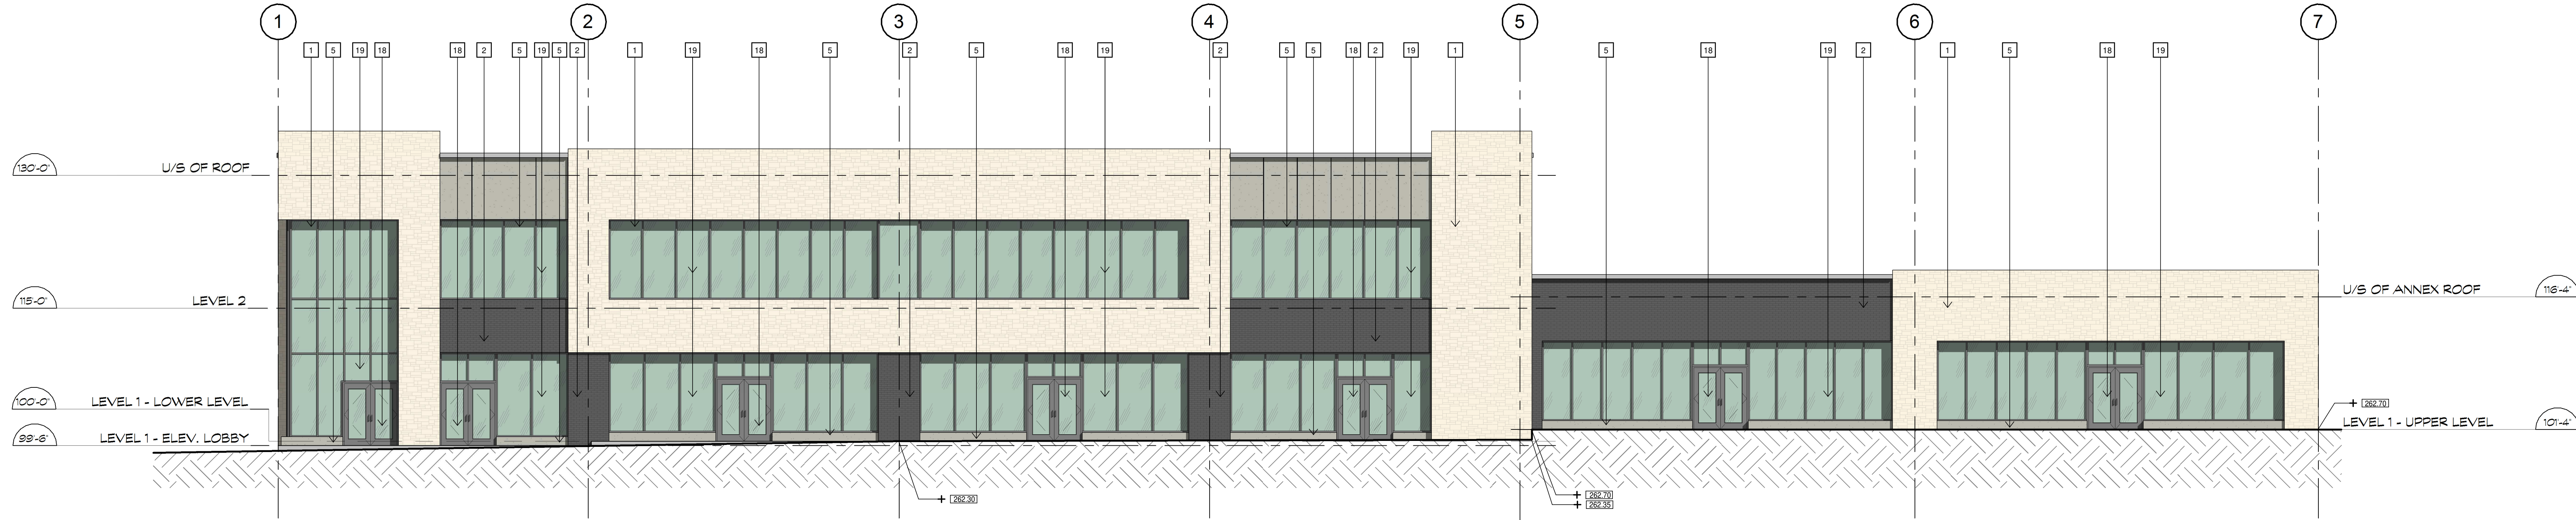 1 2 3 4 5 6 7
1 5 19 18 18 2 5 19 5 2 1 19 18 5 2 5 18 19 2 5 5 18 2 19 1 5 18 19 2 1 5 18 19
130'-0" U/S OF ROOF
115'-0" LEVEL 2
U/S OF ANNEX ROOF 116'-4"
100'-0" LEVEL 1 - LOWER LEVEL
262.70
99'-6" LEVEL 1 - ELEV. LOBBY
LEVEL 1 - UPPER LEVEL 101'-4"
262.30
262.70
262.35